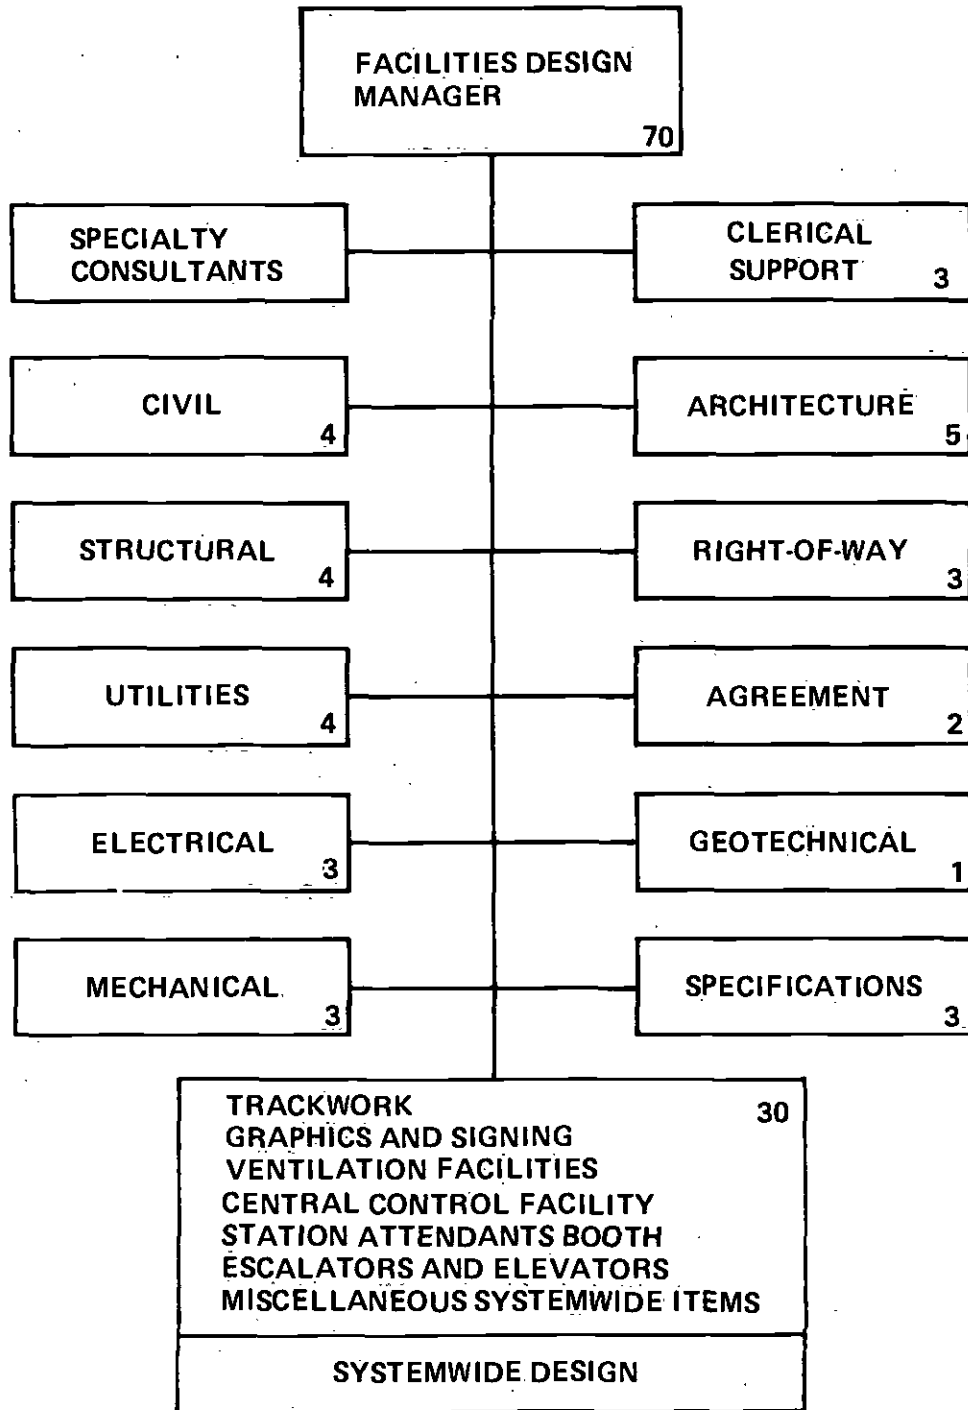 FACILITIES DESIGN
MANAGER
70
SPECIALTY
CONSULTANTS
CLERICAL
SUPPORT 3
CIVIL
4
ARCHITECTURE
5
STRUCTURAL
4
RIGHT-OF-WAY
3
UTILITIES
4
AGREEMENT
2
ELECTRICAL
3
GEOTECHNICAL
1
MECHANICAL
3
SPECIFICATIONS
3
TRACKWORK 30
GRAPHICS AND SIGNING
VENTILATION FACILITIES
CENTRAL CONTROL FACILITY
STATION ATTENDANTS BOOTH
ESCALATORS AND ELEVATORS
MISCELLANEOUS SYSTEMWIDE ITEMS
SYSTEMWIDE DESIGN